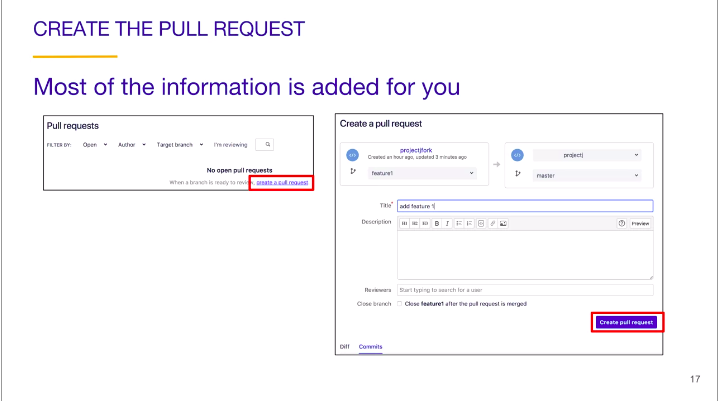 CREATE THE PULL REQUEST
Most of the information is added for you
Pull requests
FILTER BY: Open Author Target branch I'm reviewing
No open pull requests
When a branch is ready to review, create a pull request
Create a pull request
projectjfork
Created an hour ago, updated 3 minutes ago
feature1
projectj
master
Title*
add feature 1
Description
H1 H2 H3 B I
Preview
Reviewers Start typing to search for a user
Close branch Close feature1 after the pull request is merged
Create pull request
Diff Commits
17